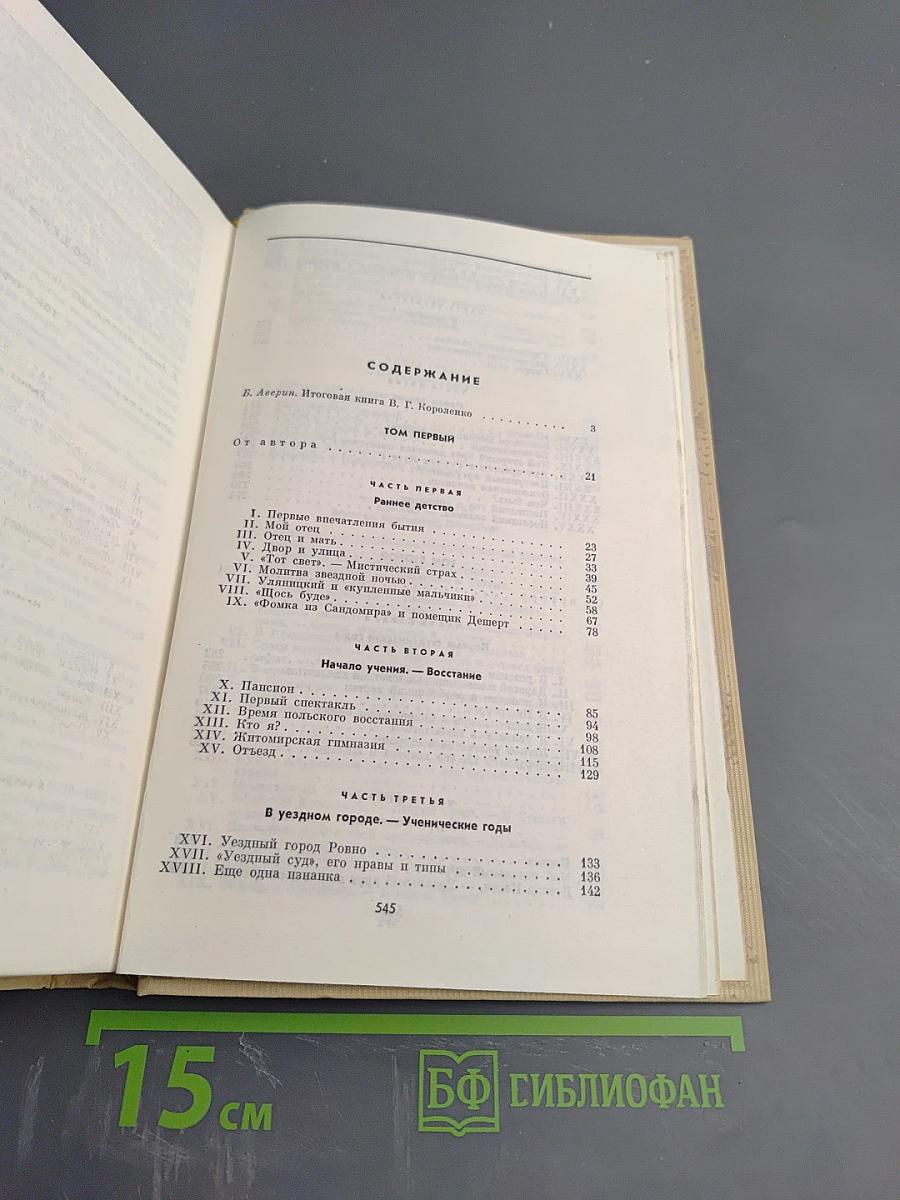 СОДЕРЖАНИЕ
Б. Аверин. Итоговая книга В. Г. Короленко . . . . . . . . . . 3
ТОМ ПЕРВЫЙ
От автора . . . . . . . . . . . . . . . . . . . . . . . . . 21
ЧАСТЬ ПЕРВАЯ
Раннее детство
I. Первые впечатления бытия . . . . . . . . . . . . . . 23
II. Мой отец . . . . . . . . . . . . . . . . . . . . . . . 27
III. Отец и мать . . . . . . . . . . . . . . . . . . . . . . 33
IV. Двор и улица . . . . . . . . . . . . . . . . . . . . . 39
V. «Тот свет». — Мистический страх . . . . . . . . . . . 45
VI. Молитва звездной ночью . . . . . . . . . . . . . . . 52
VII. Уляницкий и «купленные мальчики» . . . . . . . . . 58
VIII. «Щось буде» . . . . . . . . . . . . . . . . . . . . . 67
IX. «Фомка из Сандомира» и помещик Дешерт . . . . . 78
ЧАСТЬ ВТОРАЯ
Начало учения. — Восстание
X. Пансион . . . . . . . . . . . . . . . . . . . . . . . . 85
XI. Первый спектакль . . . . . . . . . . . . . . . . . . . 94
XII. Время польского восстания . . . . . . . . . . . . . . 98
XIII. Кто я? . . . . . . . . . . . . . . . . . . . . . . . . . 108
XIV. Житомирская гимназия . . . . . . . . . . . . . . . . 115
XV. Отъезд . . . . . . . . . . . . . . . . . . . . . . . . . 129
ЧАСТЬ ТРЕТЬЯ
В уездном городе. — Ученические годы
XVI. Уездный город Ровно . . . . . . . . . . . . . . . . . 133
XVII. «Уездный суд», его нравы и типы . . . . . . . . . . 136
XVIII. Еще одна изнанка . . . . . . . . . . . . . . . . . . . 142
545
15 см
БФ СИБЛИОФАН